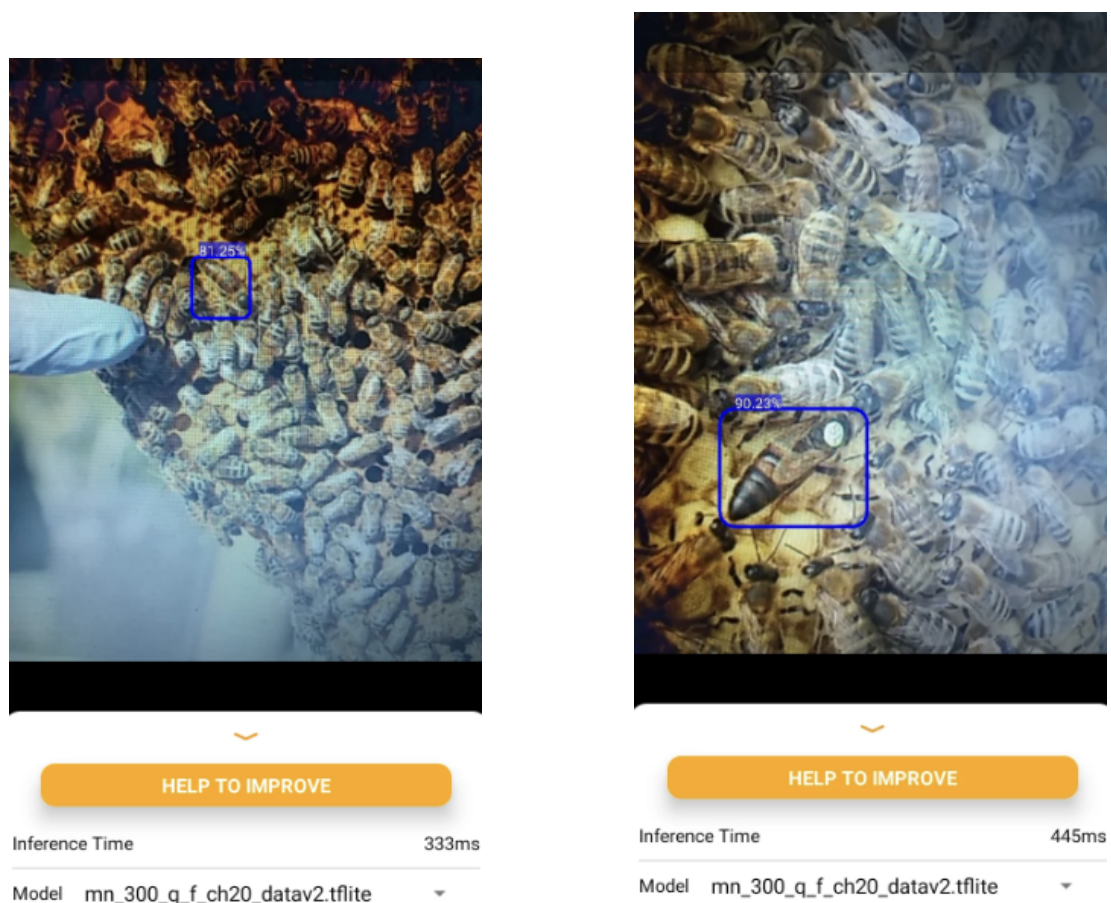 81.25%
HELP TO IMPROVE
Inference Time 333ms
Model mn_300_q_f_ch20_datav2.tflite
90.23%
HELP TO IMPROVE
Inference Time 445ms
Model mn_300_q_f_ch20_datav2.tflite